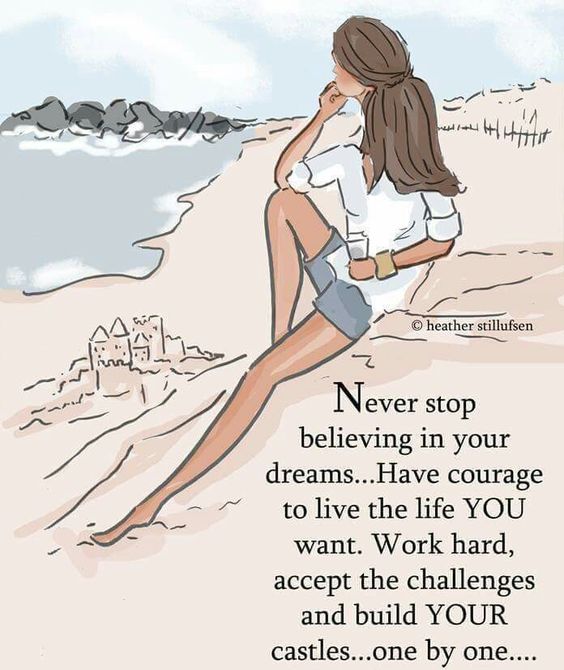 © heather stillufsen
Never stop
believing in your
dreams...Have courage
to live the life YOU
want. Work hard,
accept the challenges
and build YOUR
castles...one by one....